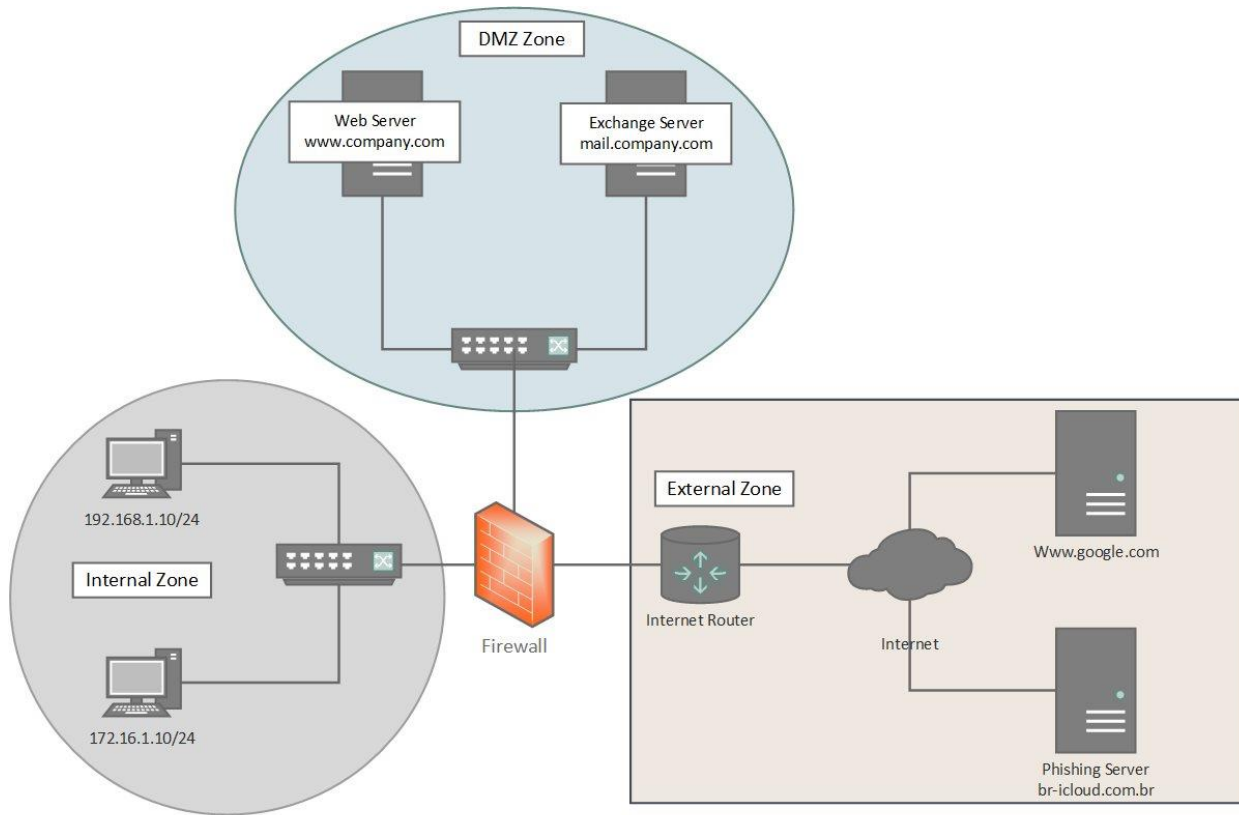 DMZ Zone
Web Server
www.company.com
Exchange Server
mail.company.com
192.168.1.10/24
Internal Zone
172.16.1.10/24
Firewall
External Zone
Internet Router
Internet
Www.google.com
Phishing Server
br-icloud.com.br